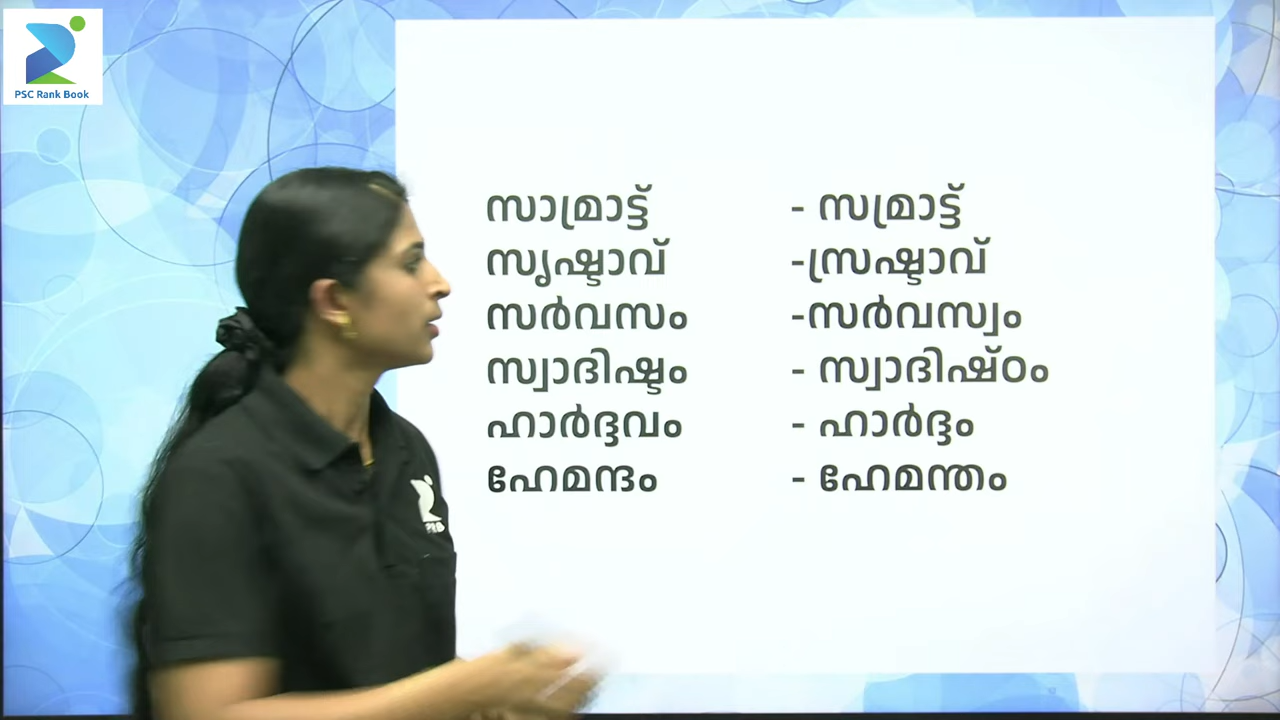 PSC Rank Book
സാമ്രാട്ട് - സമ്രാട്ട്
സൃഷ്ടാവ് -സ്രഷ്ടാവ്
സർവസം -സർവസ്വം
സ്വാദിഷ്ടം - സ്വാദിഷ്ഠം
ഹാർദ്ദവം - ഹാർദ്ദം
ഹേമന്ദം - ഹേമന്തം